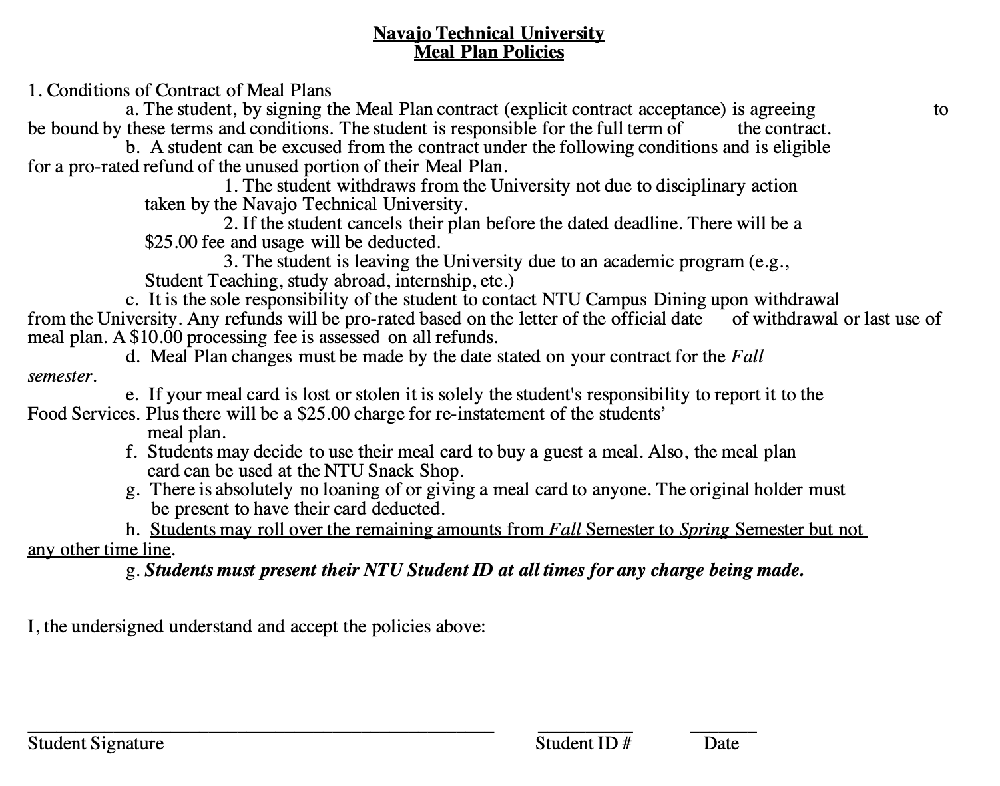 Navajo Technical University
Meal Plan Policies
1. Conditions of Contract of Meal Plans
a. The student, by signing the Meal Plan contract (explicit contract acceptance) is agreeing to
be bound by these terms and conditions. The student is responsible for the full term of the contract.
b. A student can be excused from the contract under the following conditions and is eligible
for a pro-rated refund of the unused portion of their Meal Plan.
1. The student withdraws from the University not due to disciplinary action
taken by the Navajo Technical University.
2. If the student cancels their plan before the dated deadline. There will be a
$25.00 fee and usage will be deducted.
3. The student is leaving the University due to an academic program (e.g.,
Student Teaching, study abroad, internship, etc.)
c. It is the sole responsibility of the student to contact NTU Campus Dining upon withdrawal
from the University. Any refunds will be pro-rated based on the letter of the official date of withdrawal or last use of
meal plan. A $10.00 processing fee is assessed on all refunds.
d. Meal Plan changes must be made by the date stated on your contract for the Fall
semester.
e. If your meal card is lost or stolen it is solely the student's responsibility to report it to the
Food Services. Plus there will be a $25.00 charge for re-instatement of the students’
meal plan.
f. Students may decide to use their meal card to buy a guest a meal. Also, the meal plan
card can be used at the NTU Snack Shop.
g. There is absolutely no loaning of or giving a meal card to anyone. The original holder must
be present to have their card deducted.
h. Students may roll over the remaining amounts from Fall Semester to Spring Semester but not
any other time line.
g. Students must present their NTU Student ID at all times for any charge being made.
I, the undersigned understand and accept the policies above:
Student Signature Student ID # Date